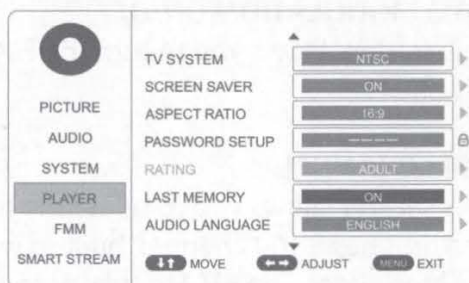 PICTURE
AUDIO
SYSTEM
PLAYER
FMM
SMART STREAM
TV SYSTEM NTSC
SCREEN SAVER ON
ASPECT RATIO 16:9
PASSWORD SETUP ----
RATING ADULT
LAST MEMORY ON
AUDIO LANGUAGE ENGLISH
MOVE ADJUST MENU EXIT